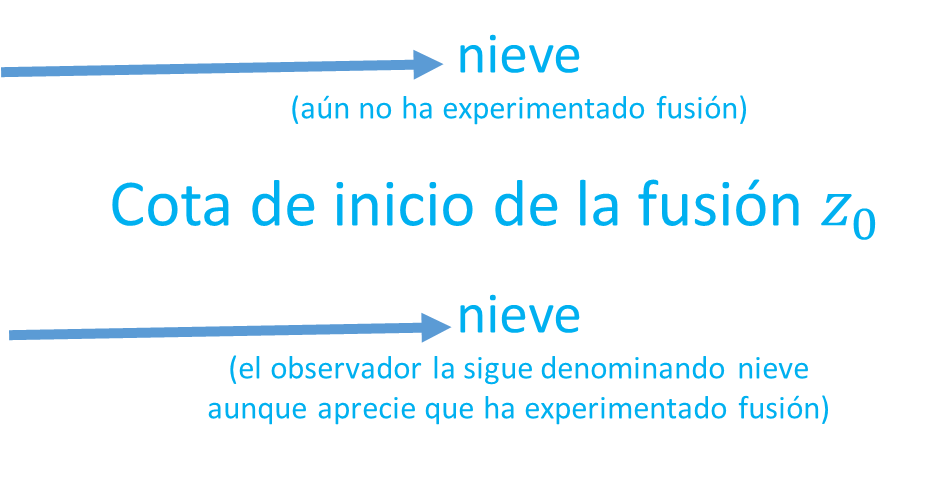 nieve
(aún no ha experimentado fusión)
Cota de inicio de la fusión z₀
nieve
(el observador la sigue denominando nieve
aunque aprecie que ha experimentado fusión)